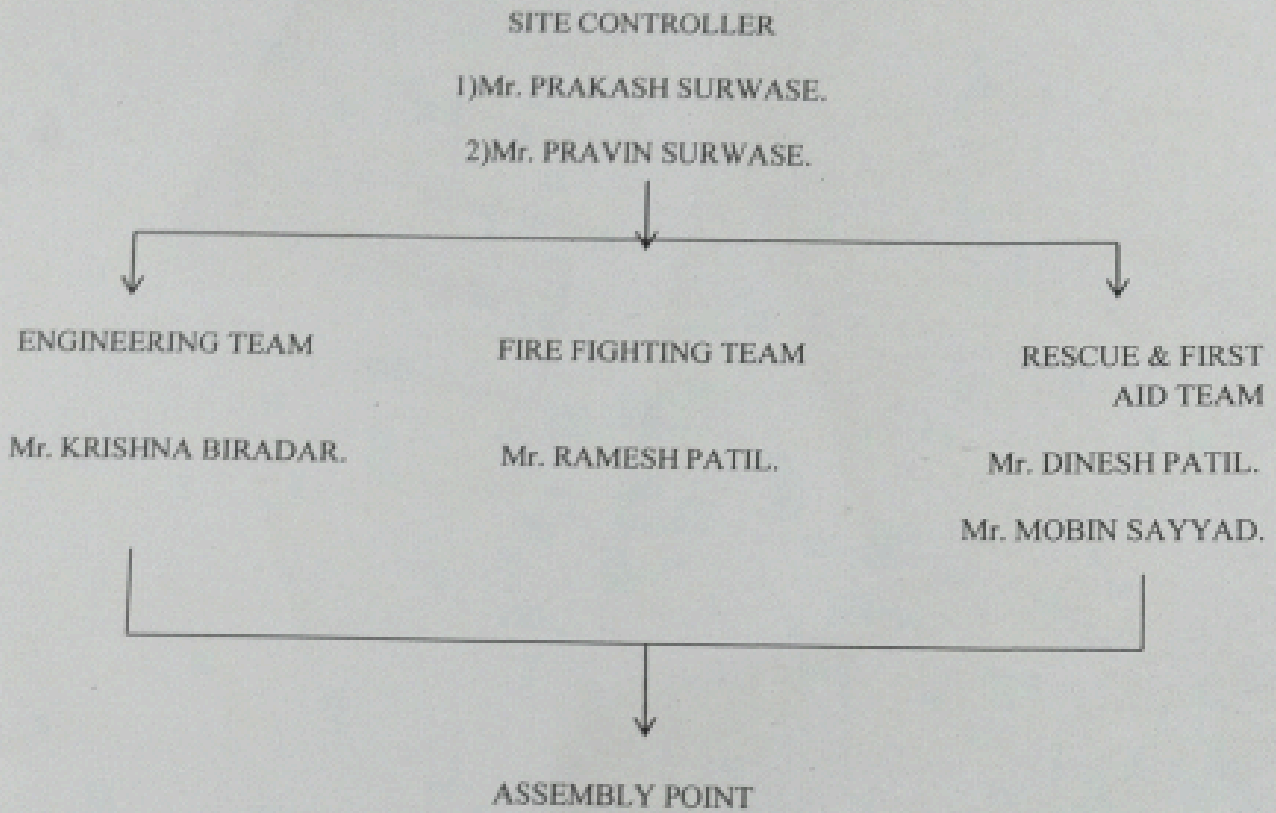 SITE CONTROLLER
1)Mr. PRAKASH SURWASE.
2)Mr. PRAVIN SURWASE.
ENGINEERING TEAM
Mr. KRISHNA BIRADAR.
FIRE FIGHTING TEAM
Mr. RAMESH PATIL.
RESCUE & FIRST
AID TEAM
Mr. DINESH PATIL.
Mr. MOBIN SAYYAD.
ASSEMBLY POINT